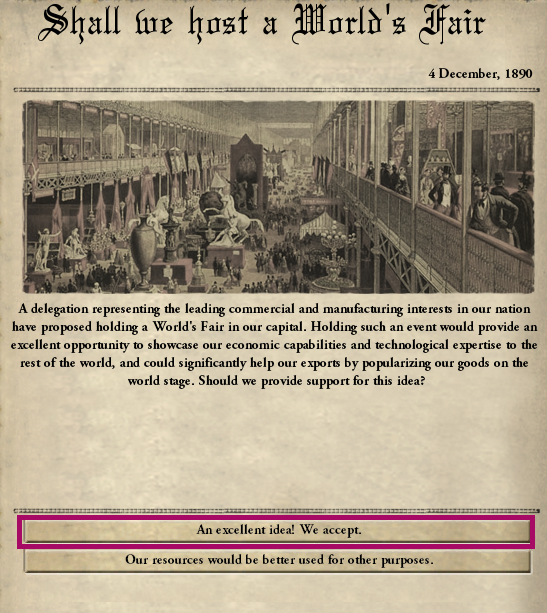 Shall we host a World's Fair
4 December, 1890
A delegation representing the leading commercial and manufacturing interests in our nation
have proposed holding a World's Fair in our capital. Holding such an event would provide an
excellent opportunity to showcase our economic capabilities and technological expertise to the
rest of the world, and could significantly help our exports by popularizing our goods on the
world stage. Should we provide support for this idea?
An excellent idea! We accept.
Our resources would be better used for other purposes.